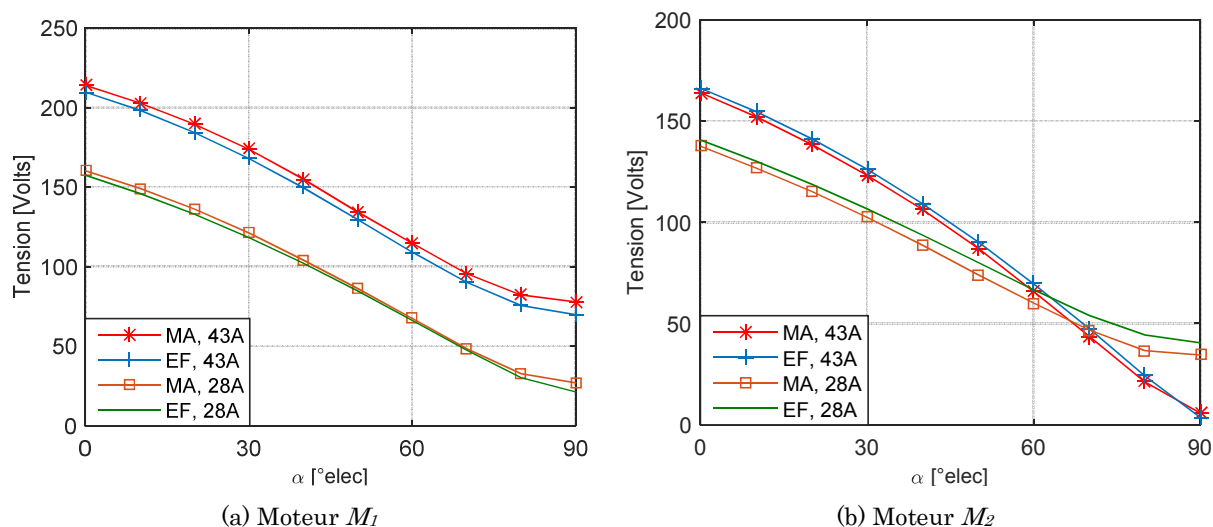 250
200
150
100
50
0
Tension [Volts]
0
30
60
90
α [°elec]
MA, 43A
EF, 43A
MA, 28A
EF, 28A
(a) Moteur M1
200
150
100
50
0
Tension [Volts]
0
30
60
90
α [°elec]
MA, 43A
EF, 43A
MA, 28A
EF, 28A
(b) Moteur M2